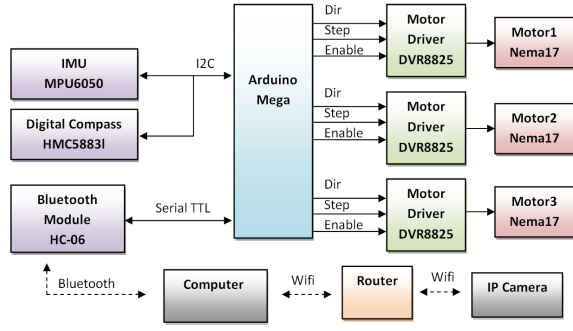 IMU
MPU6050
Digital Compass
HMC5883l
Bluetooth
Module
HC-06
I2C
Serial TTL
Arduino
Mega
Dir
Step
Enable
Motor
Driver
DVR8825
Motor1
Nema17
Dir
Step
Enable
Motor
Driver
DVR8825
Motor2
Nema17
Dir
Step
Enable
Motor
Driver
DVR8825
Motor3
Nema17
Bluetooth
Computer
Wifi
Router
Wifi
IP Camera